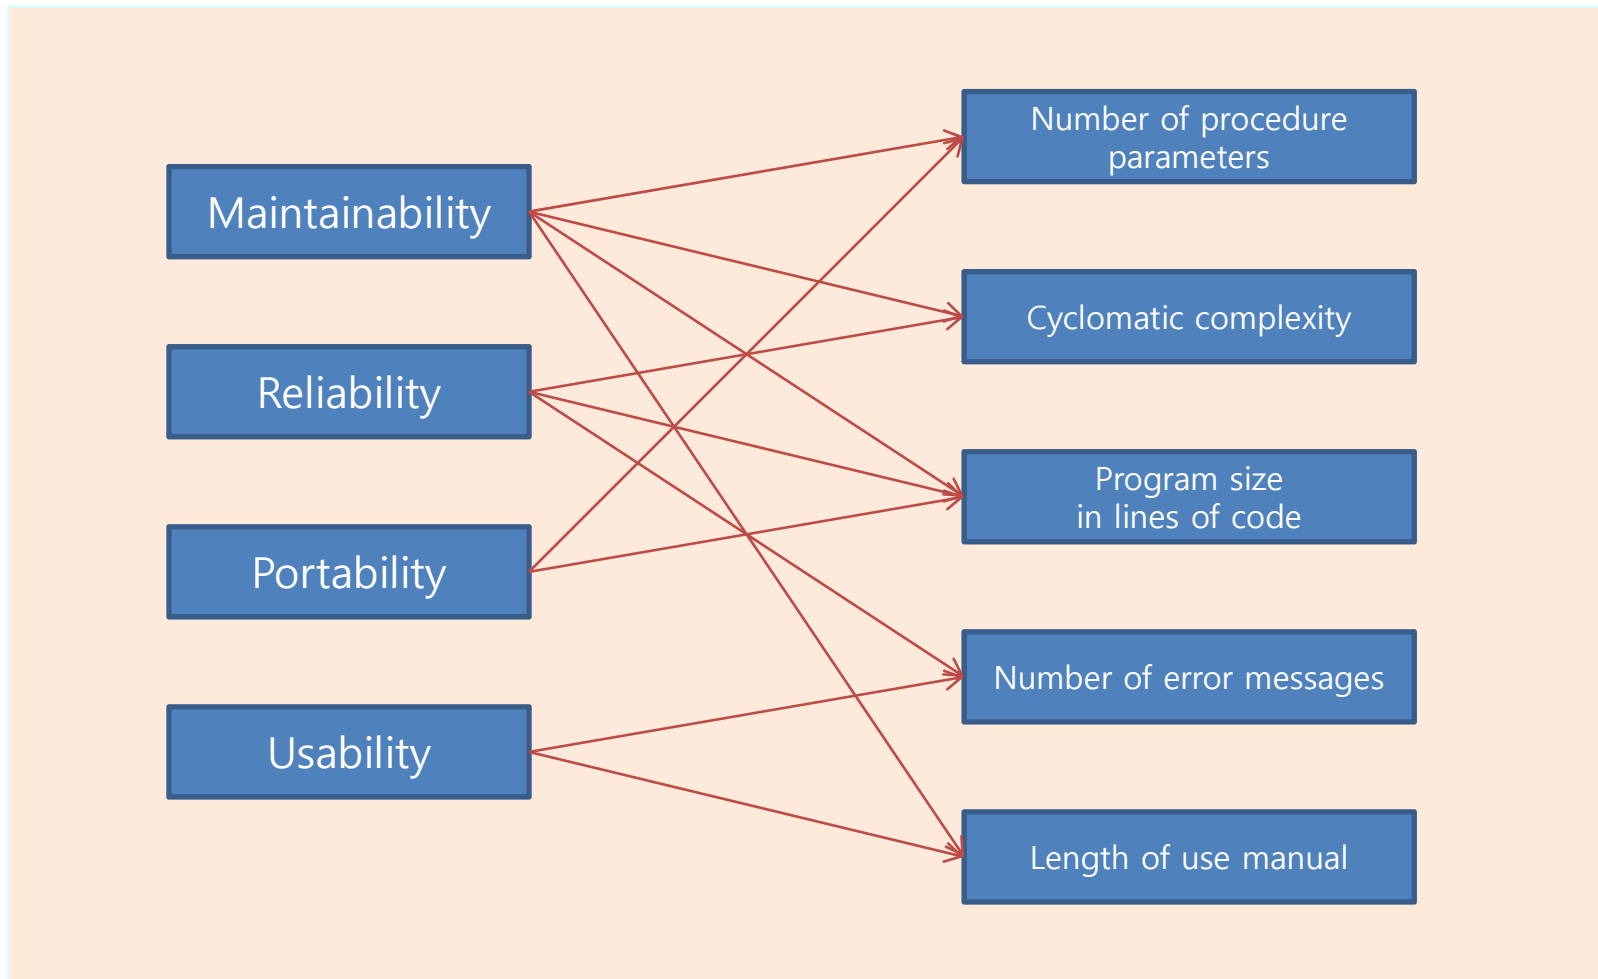 Maintainability
Reliability
Portability
Usability
Number of procedure
parameters
Cyclomatic complexity
Program size
in lines of code
Number of error messages
Length of use manual